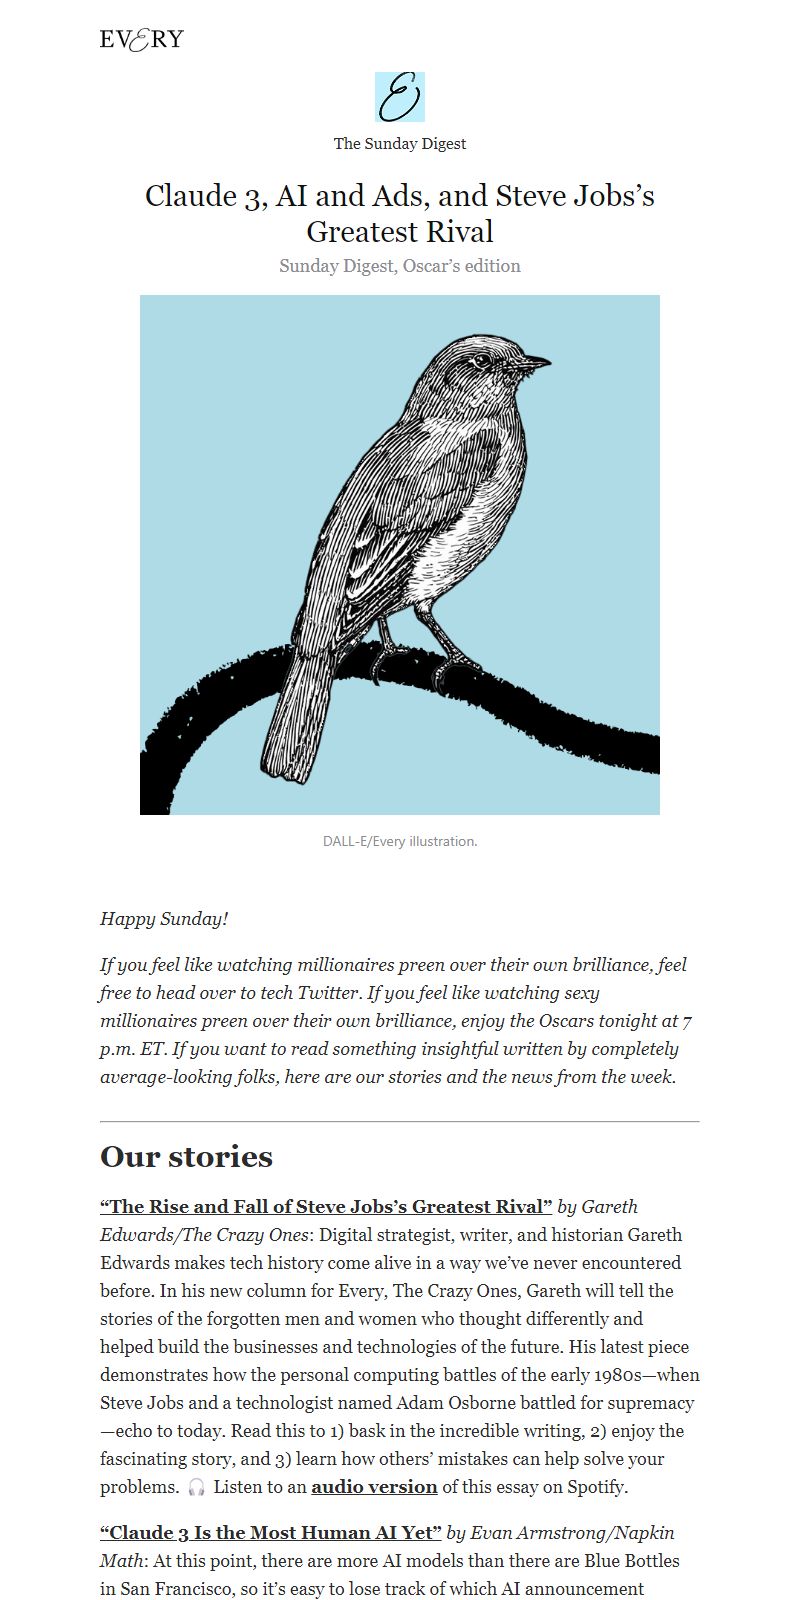 EVERY
E
The Sunday Digest
Claude 3, AI and Ads, and Steve Jobs’s
Greatest Rival
Sunday Digest, Oscar’s edition
DALL-E/Every illustration.
Happy Sunday!
If you feel like watching millionaires preen over their own brilliance, feel
free to head over to tech Twitter. If you feel like watching sexy
millionaires preen over their own brilliance, enjoy the Oscars tonight at 7
p.m. ET. If you want to read something insightful written by completely
average-looking folks, here are our stories and the news from the week.
Our stories
“The Rise and Fall of Steve Jobs’s Greatest Rival” by Gareth
Edwards/The Crazy Ones: Digital strategist, writer, and historian Gareth
Edwards makes tech history come alive in a way we’ve never encountered
before. In his new column for Every, The Crazy Ones, Gareth will tell the
stories of the forgotten men and women who thought differently and
helped build the businesses and technologies of the future. His latest piece
demonstrates how the personal computing battles of the early 1980s—when
Steve Jobs and a technologist named Adam Osborne battled for supremacy
—echo to today. Read this to 1) bask in the incredible writing, 2) enjoy the
fascinating story, and 3) learn how others’ mistakes can help solve your
problems. 🎧 Listen to an audio version of this essay on Spotify.
“Claude 3 Is the Most Human AI Yet” by Evan Armstrong/Napkin
Math: At this point, there are more AI models than there are Blue Bottles
in San Francisco, so it’s easy to lose track of which AI announcement